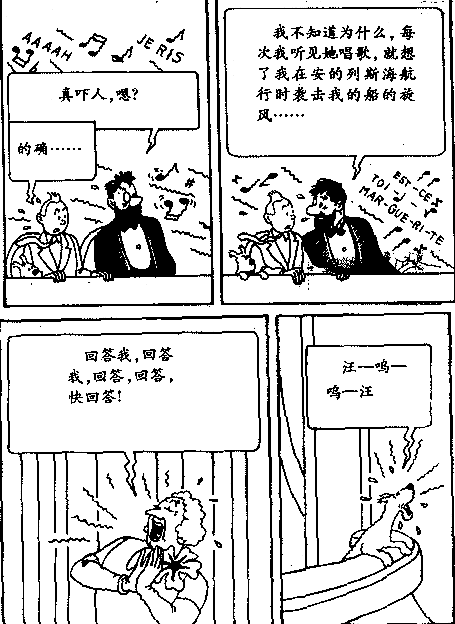 AAAAH
JE RIS
真吓人,嗯?
的确······
我不知道为什么,每
次我听见她唱歌,就想
了我在安的列斯海航
行时袭击我的船的旋
风······
EST-CE
TOI-
MAR-GUE-RI-TE
回答我,回答
我,回答,回答,
快回答!
汪一呜一
呜一汪